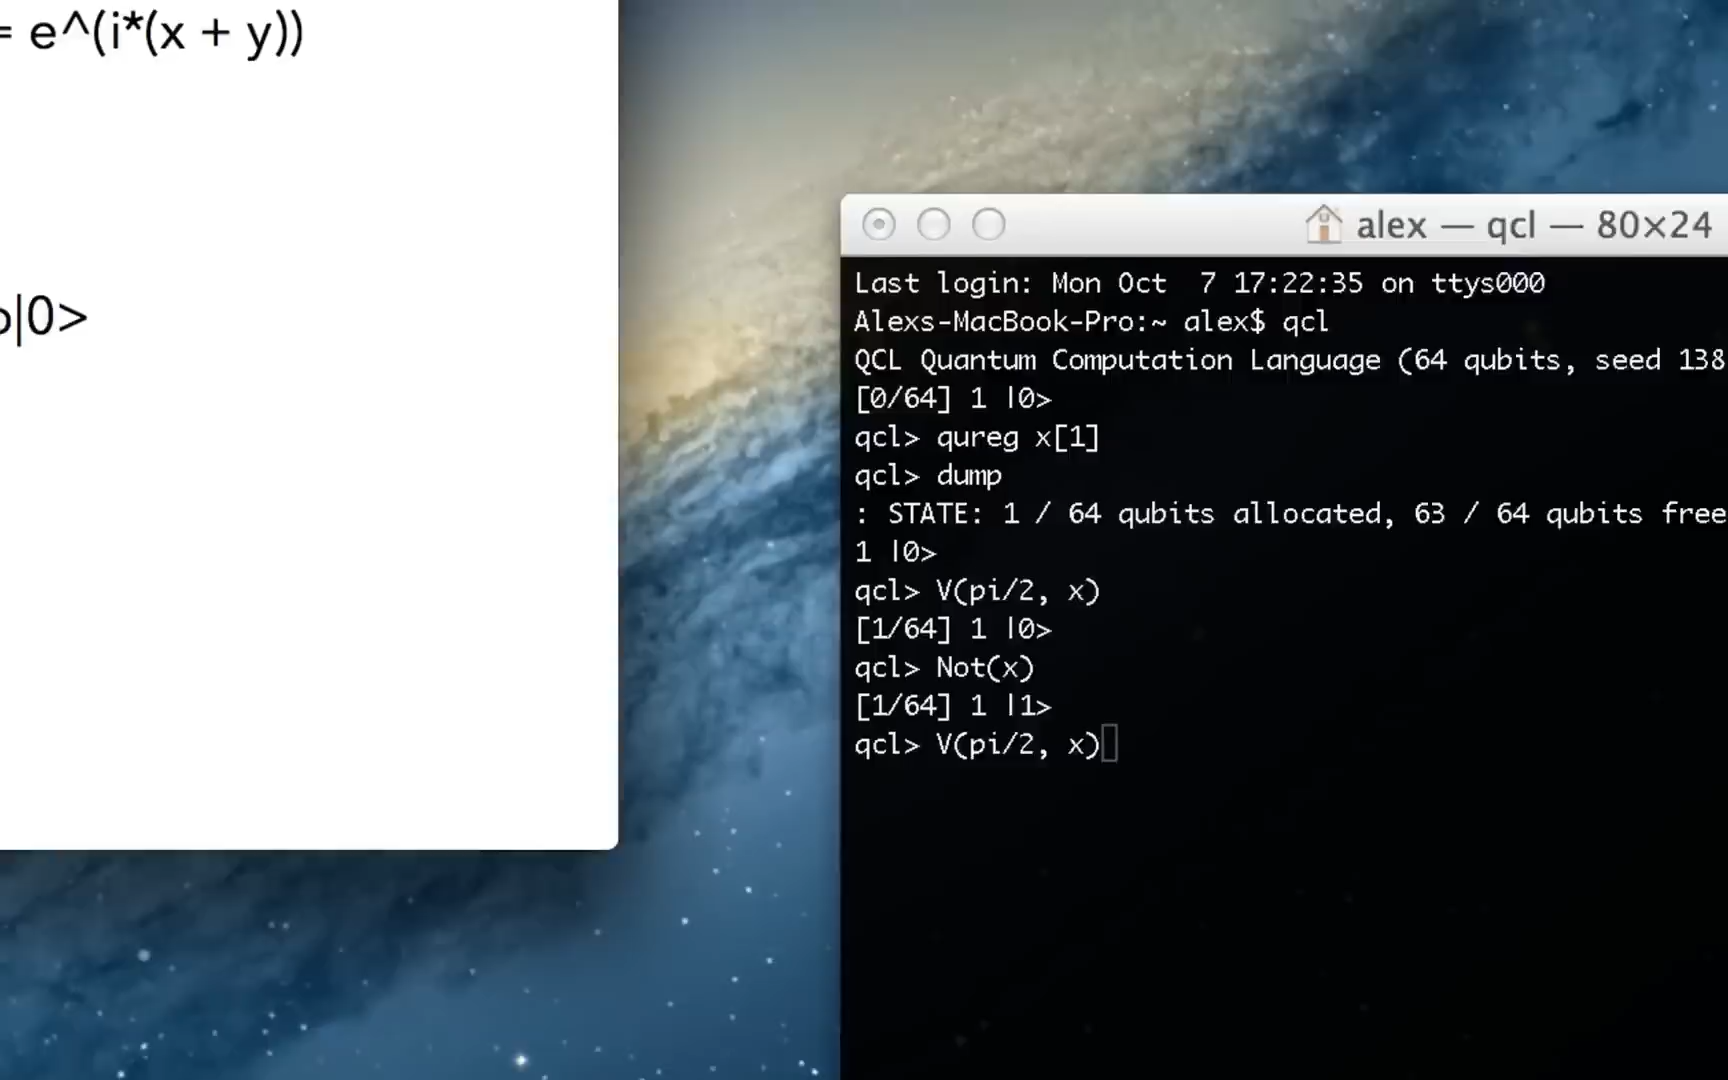 = e^(i*(x + y))
|0>
alex — qcl — 80×24
Last login: Mon Oct  7 17:22:35 on ttys000
Alexs-MacBook-Pro:~ alex$ qcl
QCL Quantum Computation Language (64 qubits, seed 138
[0/64] 1 |0>
qcl> qureg x[1]
qcl> dump
: STATE: 1 / 64 qubits allocated, 63 / 64 qubits free
1 |0>
qcl> V(pi/2, x)
[1/64] 1 |0>
qcl> Not(x)
[1/64] 1 |1>
qcl> V(pi/2, x)